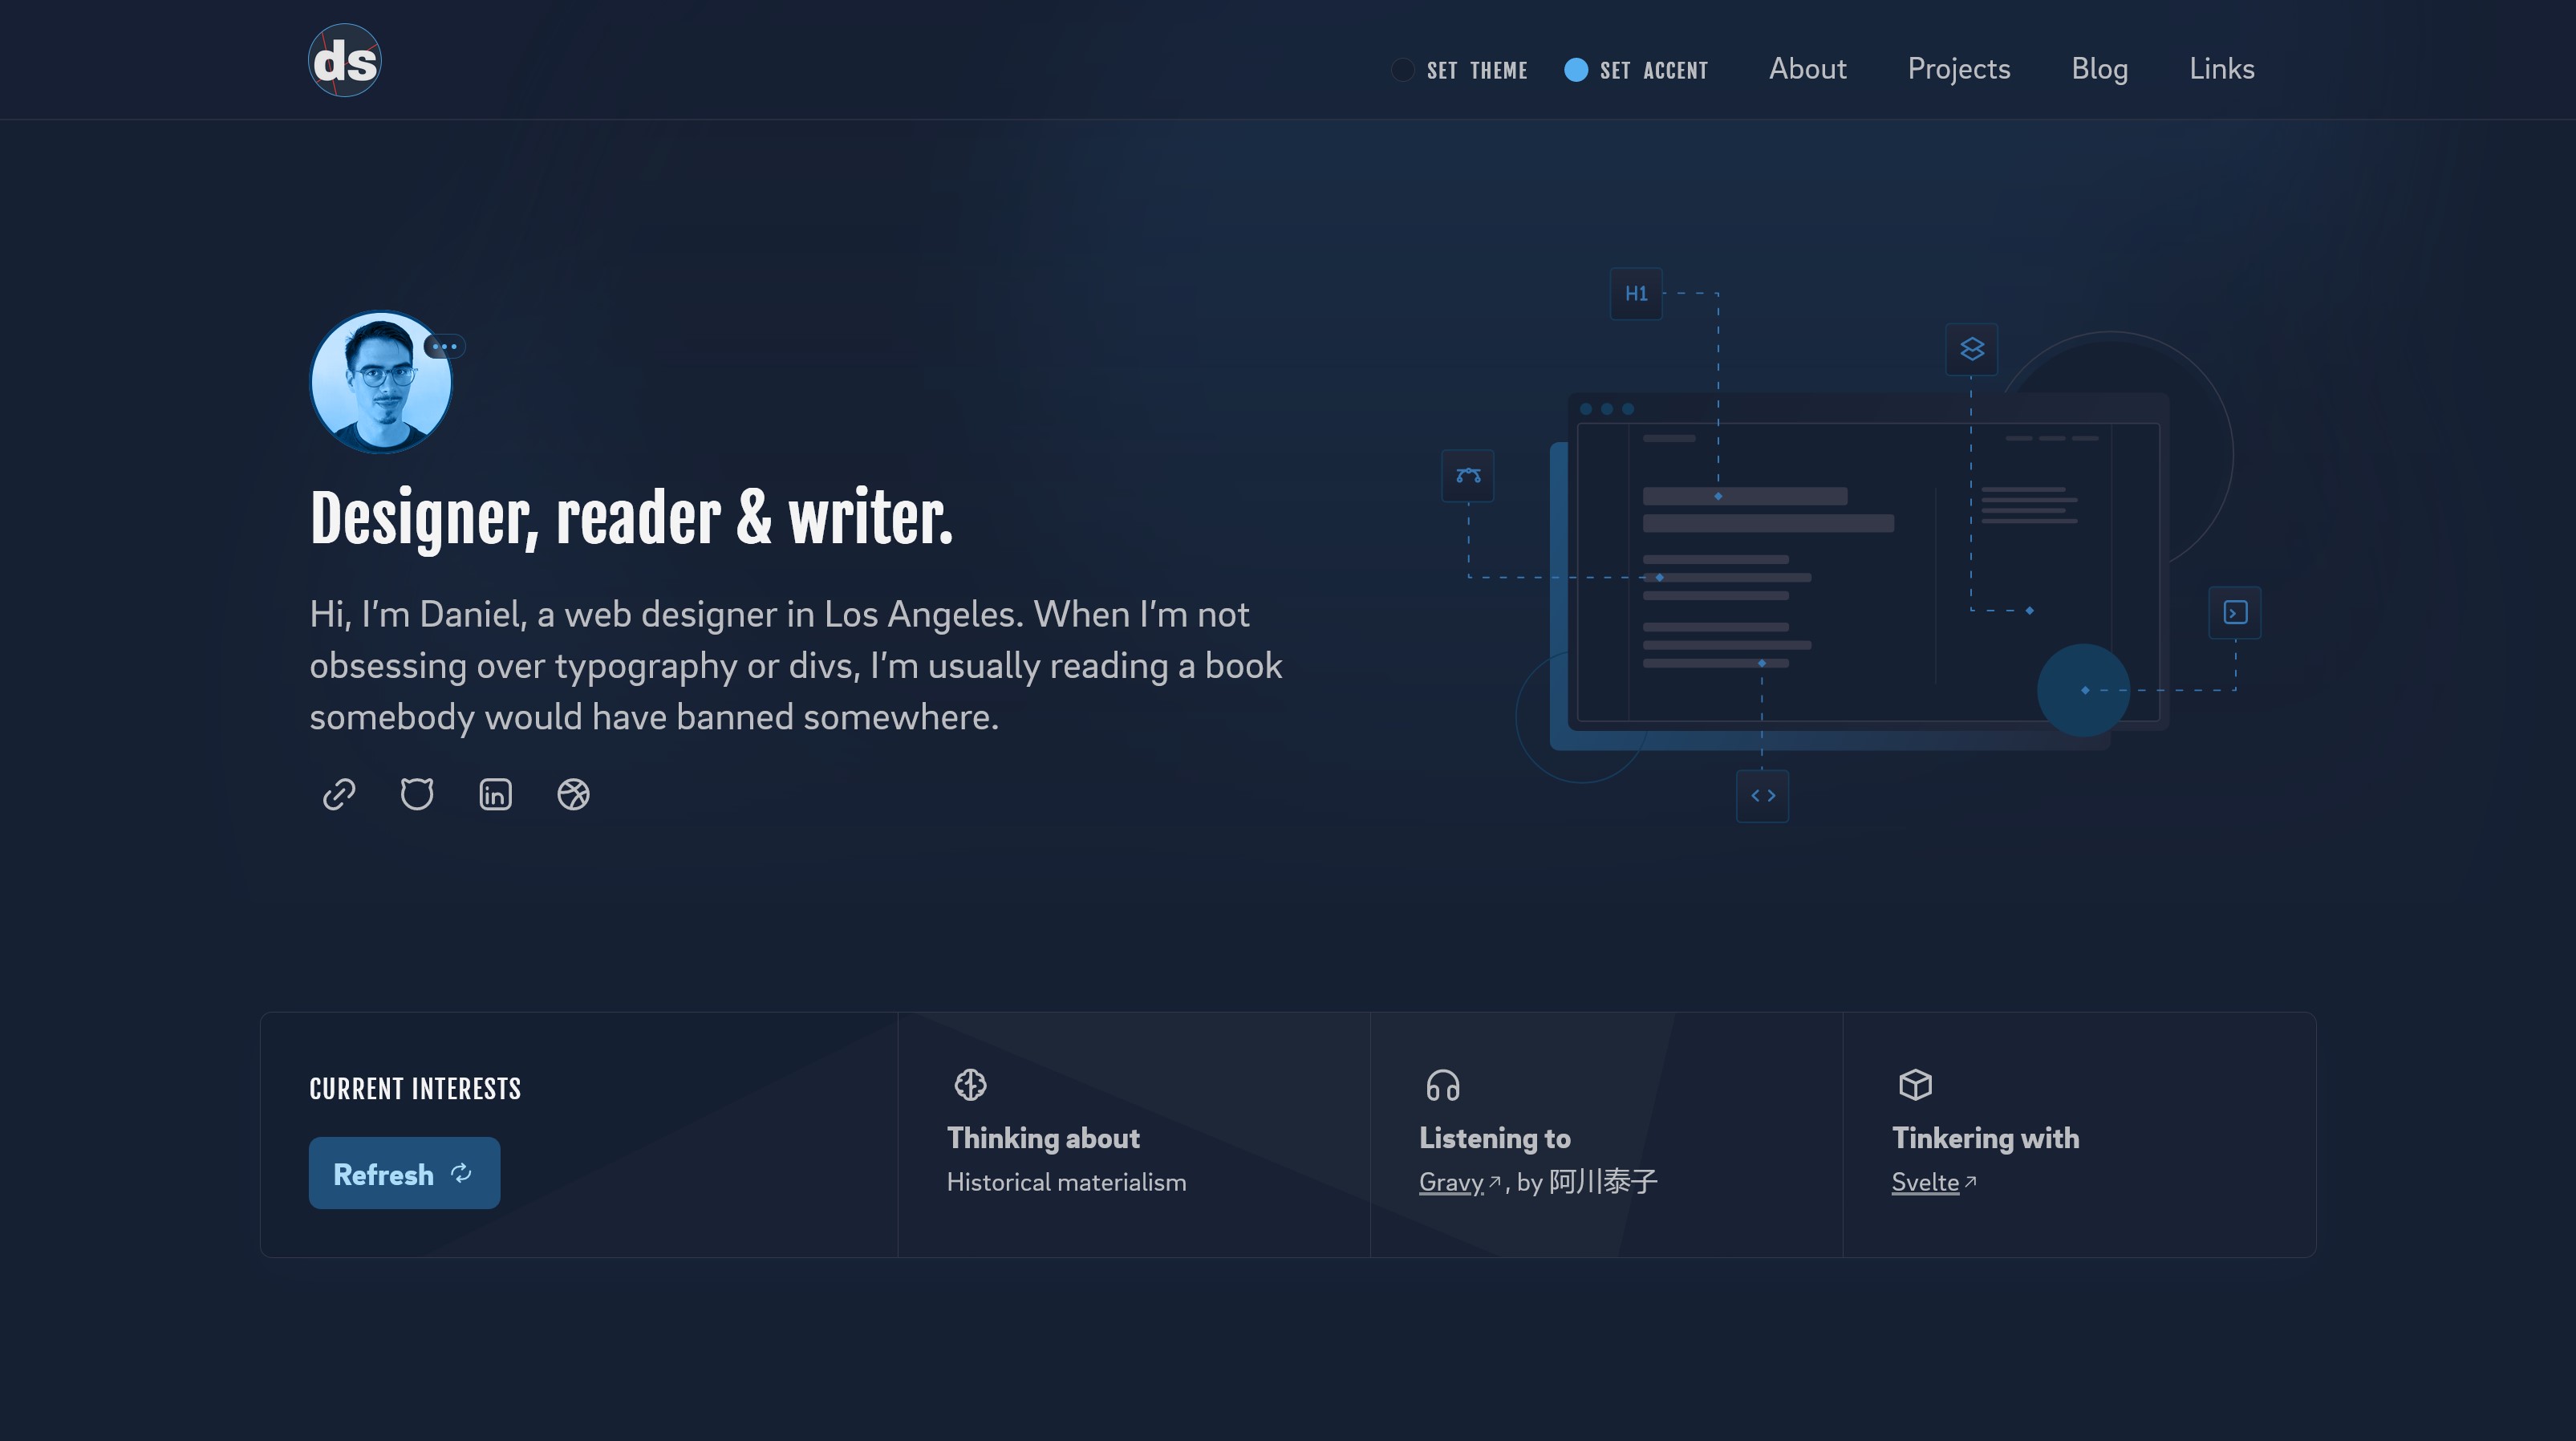 ds
SET THEME
SET ACCENT
About
Projects
Blog
Links
H1
Designer, reader & writer.
Hi, I’m Daniel, a web designer in Los Angeles. When I’m not
obsessing over typography or divs, I’m usually reading a book
somebody would have banned somewhere.
in
CURRENT INTERESTS
Refresh
Thinking about
Historical materialism
Listening to
Gravy↗, by 阿川泰子
Tinkering with
Svelte↗